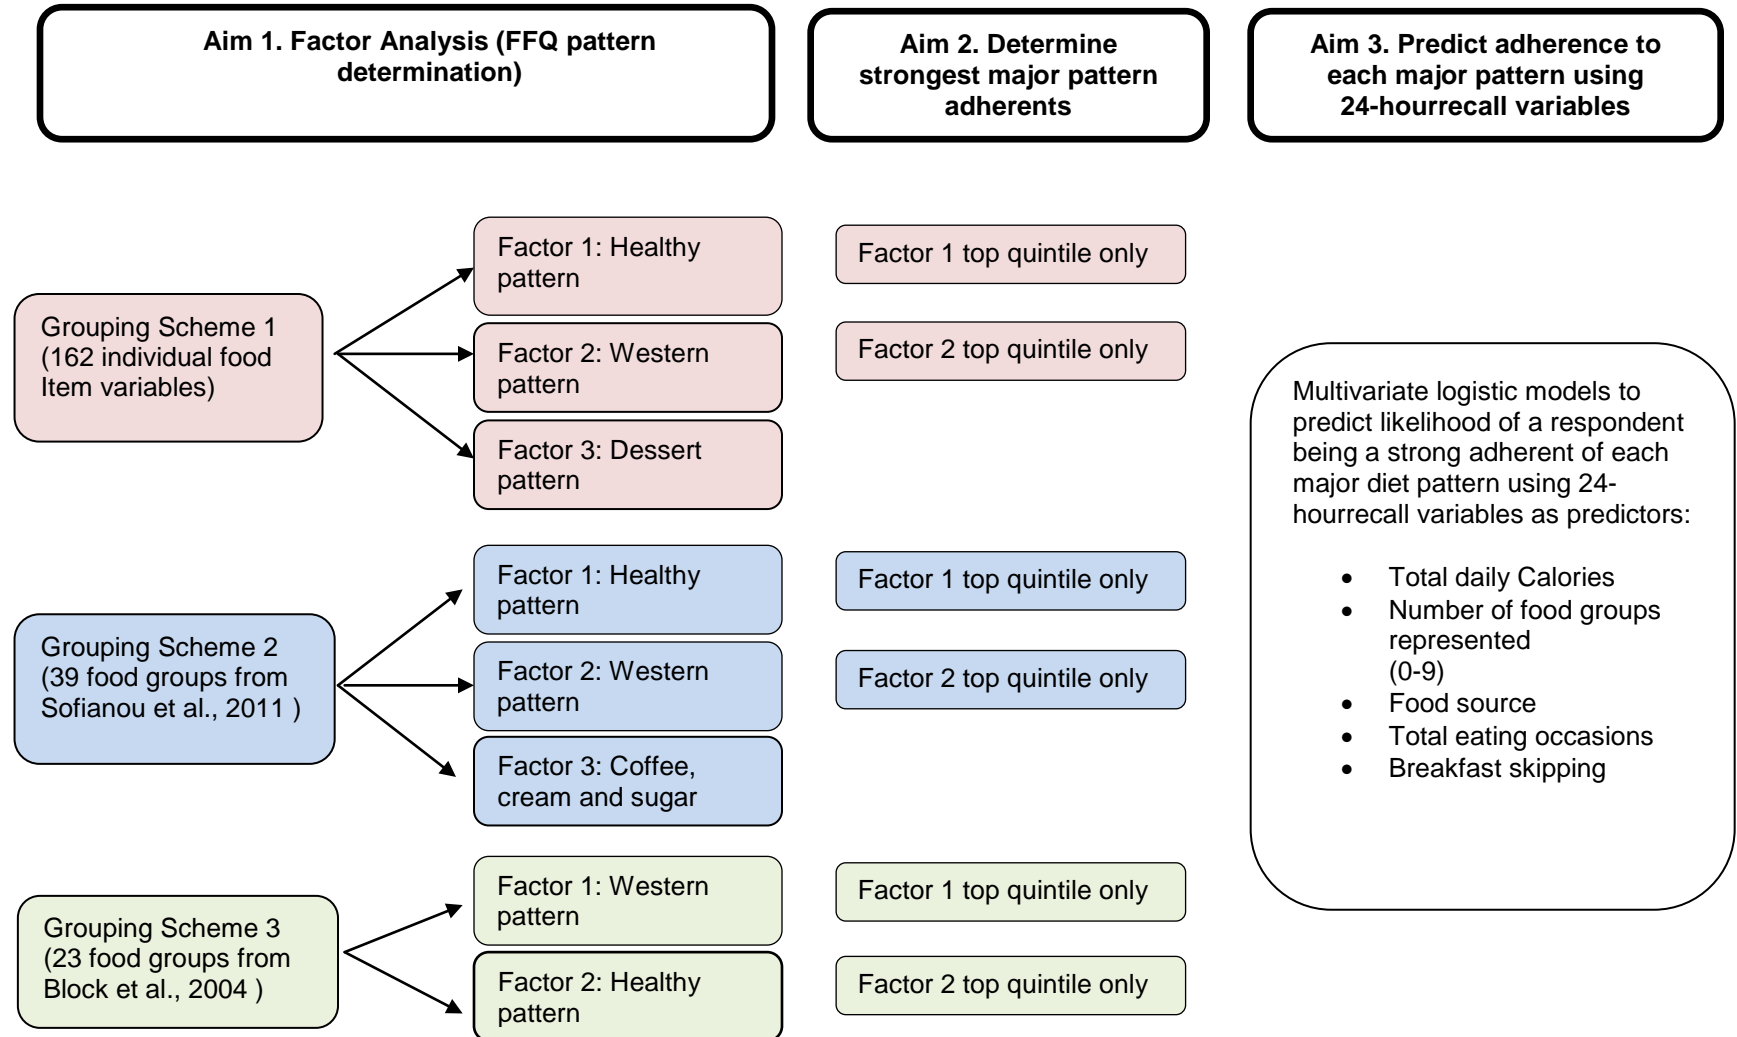 Aim 1. Factor Analysis (FFQ pattern
determination)
Aim 2. Determine
strongest major pattern
adherents
Aim 3. Predict adherence to
each major pattern using
24-hourrecall variables
Grouping Scheme 1
(162 individual food
Item variables)
Factor 1: Healthy
pattern
Factor 2: Western
pattern
Factor 3: Dessert
pattern
Factor 1 top quintile only
Factor 2 top quintile only
Grouping Scheme 2
(39 food groups from
Sofianou et al., 2011 )
Factor 1: Healthy
pattern
Factor 2: Western
pattern
Factor 3: Coffee,
cream and sugar
Factor 1 top quintile only
Factor 2 top quintile only
Grouping Scheme 3
(23 food groups from
Block et al., 2004 )
Factor 1: Western
pattern
Factor 2: Healthy
pattern
Factor 1 top quintile only
Factor 2 top quintile only
Multivariate logistic models to
predict likelihood of a respondent
being a strong adherent of each
major diet pattern using 24-
hourrecall variables as predictors:
• Total daily Calories
• Number of food groups
represented
(0-9)
• Food source
• Total eating occasions
• Breakfast skipping